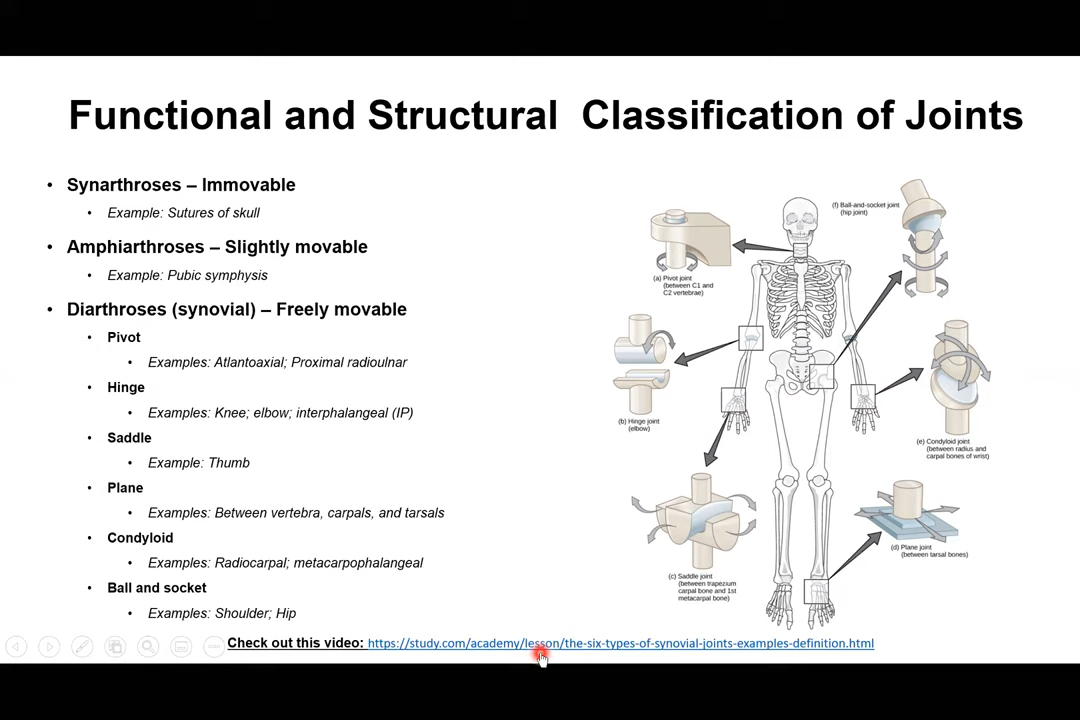 Functional and Structural  Classification of Joints
• Synarthroses – Immovable
• Example: Sutures of skull
• Amphiarthroses – Slightly movable
• Example: Pubic symphysis
• Diarthroses (synovial) – Freely movable
• Pivot
• Examples: Atlantoaxial; Proximal radioulnar
• Hinge
• Examples: Knee; elbow; interphalangeal (IP)
• Saddle
• Example: Thumb
• Plane
• Examples: Between vertebra, carpals, and tarsals
• Condyloid
• Examples: Radiocarpal; metacarpophalangeal
• Ball and socket
• Examples: Shoulder; Hip
(f) Ball-and-socket joint
(hip joint)
(a) Pivot joint
(between C1 and
C2 vertebrae)
(b) Hinge joint
(elbow)
(e) Condyloid joint
(between radius and
carpal bones of wrist)
(c) Saddle joint
(between trapezium
carpal bone and 1st
metacarpal bone)
(d) Plane joint
(between tarsal bones)
Check out this video: https://study.com/academy/lesson/the-six-types-of-synovial-joints-examples-definition.html